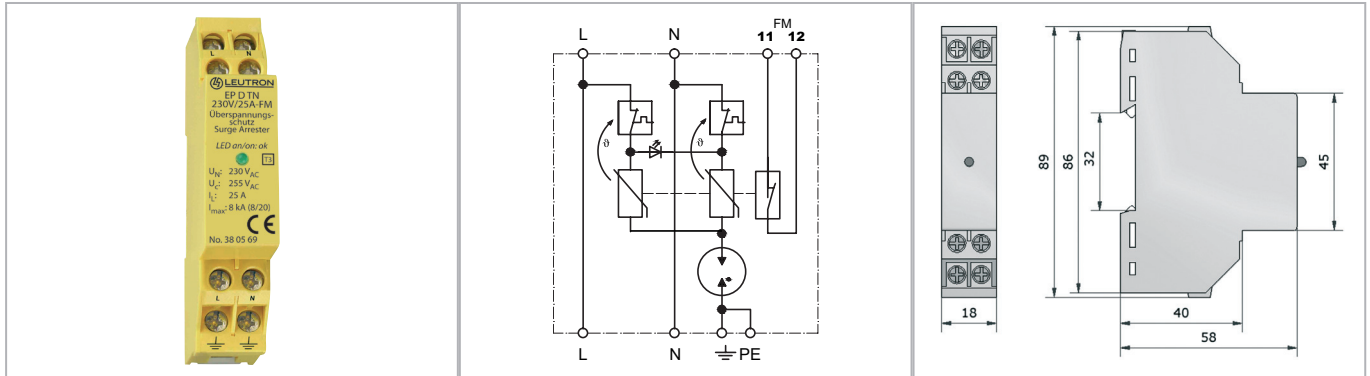 L N
LEUTRON
EP D TN
230V/25A-FM
Überspannungs-
schutz
Surge Arrester
LED an/on: ok
T3
UN: 230 VAC
UC: 255 VAC
IL: 25 A
Imax: 8 kA (8/20)
CE
No. 38 05 69
L N
L N FM
11 12
ϑ ϑ
L N PE
18
89
86
32
45
40
58